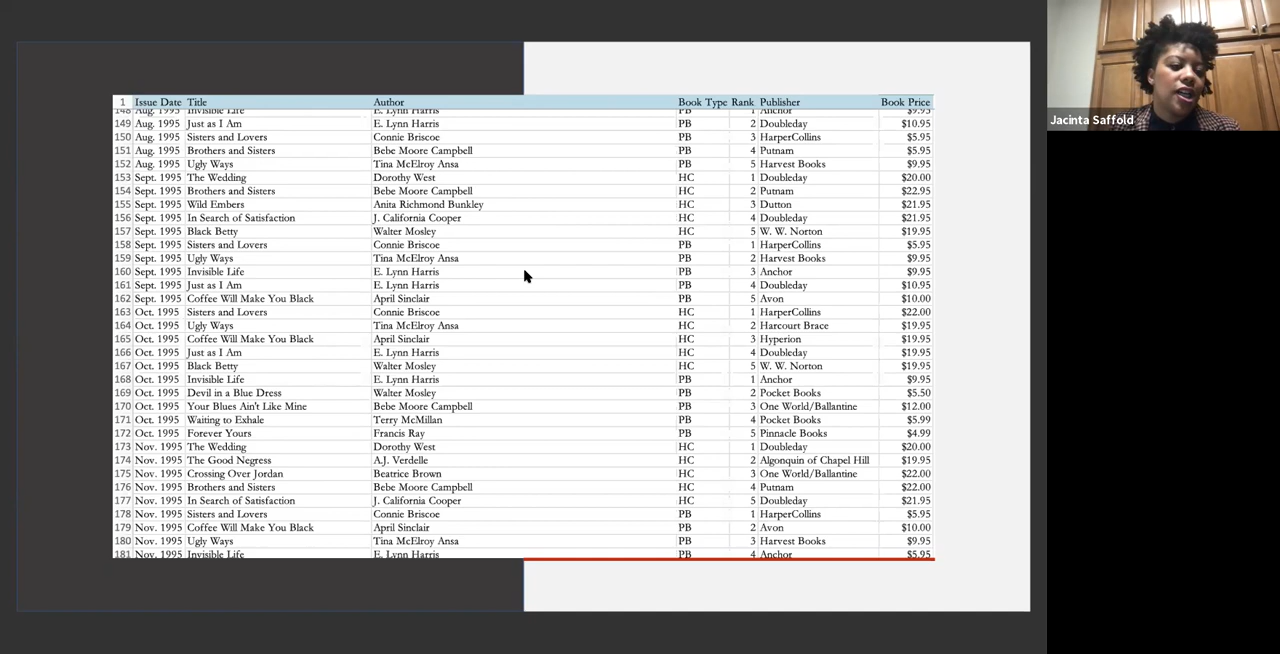 1 Issue Date Title Author Book Type Rank Publisher Book Price
148 Aug. 1995 Invisible Life E. Lynn Harris PB 1 Anchor $9.95
149 Aug. 1995 Just as I Am E. Lynn Harris PB 2 Doubleday $10.95
150 Aug. 1995 Sisters and Lovers Connie Briscoe PB 3 HarperCollins $5.95
151 Aug. 1995 Brothers and Sisters Bebe Moore Campbell PB 4 Putnam $5.95
152 Aug. 1995 Ugly Ways Tina McElroy Ansa PB 5 Harvest Books $9.95
153 Sept. 1995 The Wedding Dorothy West HC 1 Doubleday $20.00
154 Sept. 1995 Brothers and Sisters Bebe Moore Campbell HC 2 Putnam $22.95
155 Sept. 1995 Wild Embers Anita Richmond Bunkley HC 3 Dutton $21.95
156 Sept. 1995 In Search of Satisfaction J. California Cooper HC 4 Doubleday $21.95
157 Sept. 1995 Black Betty Walter Mosley HC 5 W. W. Norton $19.95
158 Sept. 1995 Sisters and Lovers Connie Briscoe PB 1 HarperCollins $5.95
159 Sept. 1995 Ugly Ways Tina McElroy Ansa PB 2 Harvest Books $9.95
160 Sept. 1995 Invisible Life E. Lynn Harris PB 3 Anchor $9.95
161 Sept. 1995 Just as I Am E. Lynn Harris PB 4 Doubleday $10.95
162 Sept. 1995 Coffee Will Make You Black April Sinclair PB 5 Avon $10.00
163 Oct. 1995 Sisters and Lovers Connie Briscoe HC 1 HarperCollins $22.00
164 Oct. 1995 Ugly Ways Tina McElroy Ansa HC 2 Harcourt Brace $19.95
165 Oct. 1995 Coffee Will Make You Black April Sinclair HC 3 Hyperion $19.95
166 Oct. 1995 Just as I Am E. Lynn Harris HC 4 Doubleday $19.95
167 Oct. 1995 Black Betty Walter Mosley HC 5 W. W. Norton $19.95
168 Oct. 1995 Invisible Life E. Lynn Harris PB 1 Anchor $9.95
169 Oct. 1995 Devil in a Blue Dress Walter Mosley PB 2 Pocket Books $5.50
170 Oct. 1995 Your Blues Ain't Like Mine Bebe Moore Campbell PB 3 One World/Ballantine $12.00
171 Oct. 1995 Waiting to Exhale Terry McMillan PB 4 Pocket Books $5.99
172 Oct. 1995 Forever Yours Francis Ray PB 5 Pinnacle Books $4.99
173 Nov. 1995 The Wedding Dorothy West HC 1 Doubleday $20.00
174 Nov. 1995 The Good Negress A.J. Verdelle HC 2 Algonquin of Chapel Hill $19.95
175 Nov. 1995 Crossing Over Jordan Beatrice Brown HC 3 One World/Ballantine $22.00
176 Nov. 1995 Brothers and Sisters Bebe Moore Campbell HC 4 Putnam $22.00
177 Nov. 1995 In Search of Satisfaction J. California Cooper HC 5 Doubleday $21.95
178 Nov. 1995 Sisters and Lovers Connie Briscoe PB 1 HarperCollins $5.95
179 Nov. 1995 Coffee Will Make You Black April Sinclair PB 2 Avon $10.00
180 Nov. 1995 Ugly Ways Tina McElroy Ansa PB 3 Harvest Books $9.95
181 Nov. 1995 Invisible Life E. Lynn Harris PB 4 Anchor $5.95
Jacinta Saffold